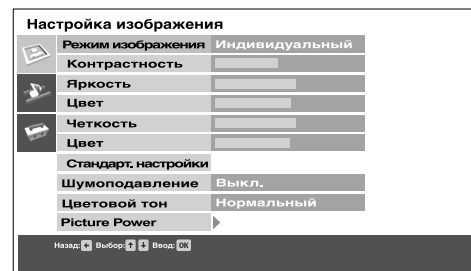 Настройка изображения
Режим изображения Индивидуальный
Контрастность
Яркость
Цвет
Четкость
Цвет
Стандарт. настройки
Шумоподавление Выкл.
Цветовой тон Нормальный
Picture Power
Назад: Выбор: Ввод: OK